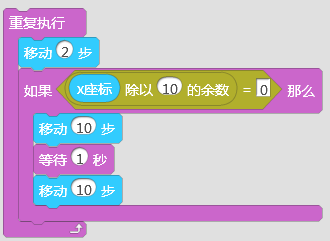 重复执行
移动 2 步
如果 x座标 除以 10 的余数 = 0 那么
移动 10 步
等待 1 秒
移动 10 步